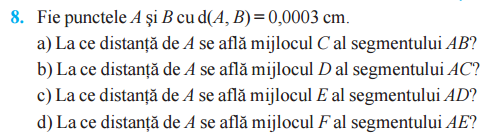 8. Fie punctele A și B cu d(A, B) = 0,0003 cm.
a) La ce distanță de A se află mijlocul C al segmentului AB?
b) La ce distanță de A se află mijlocul D al segmentului AC?
c) La ce distanță de A se află mijlocul E al segmentului AD?
d) La ce distanță de A se află mijlocul F al segmentului AE?